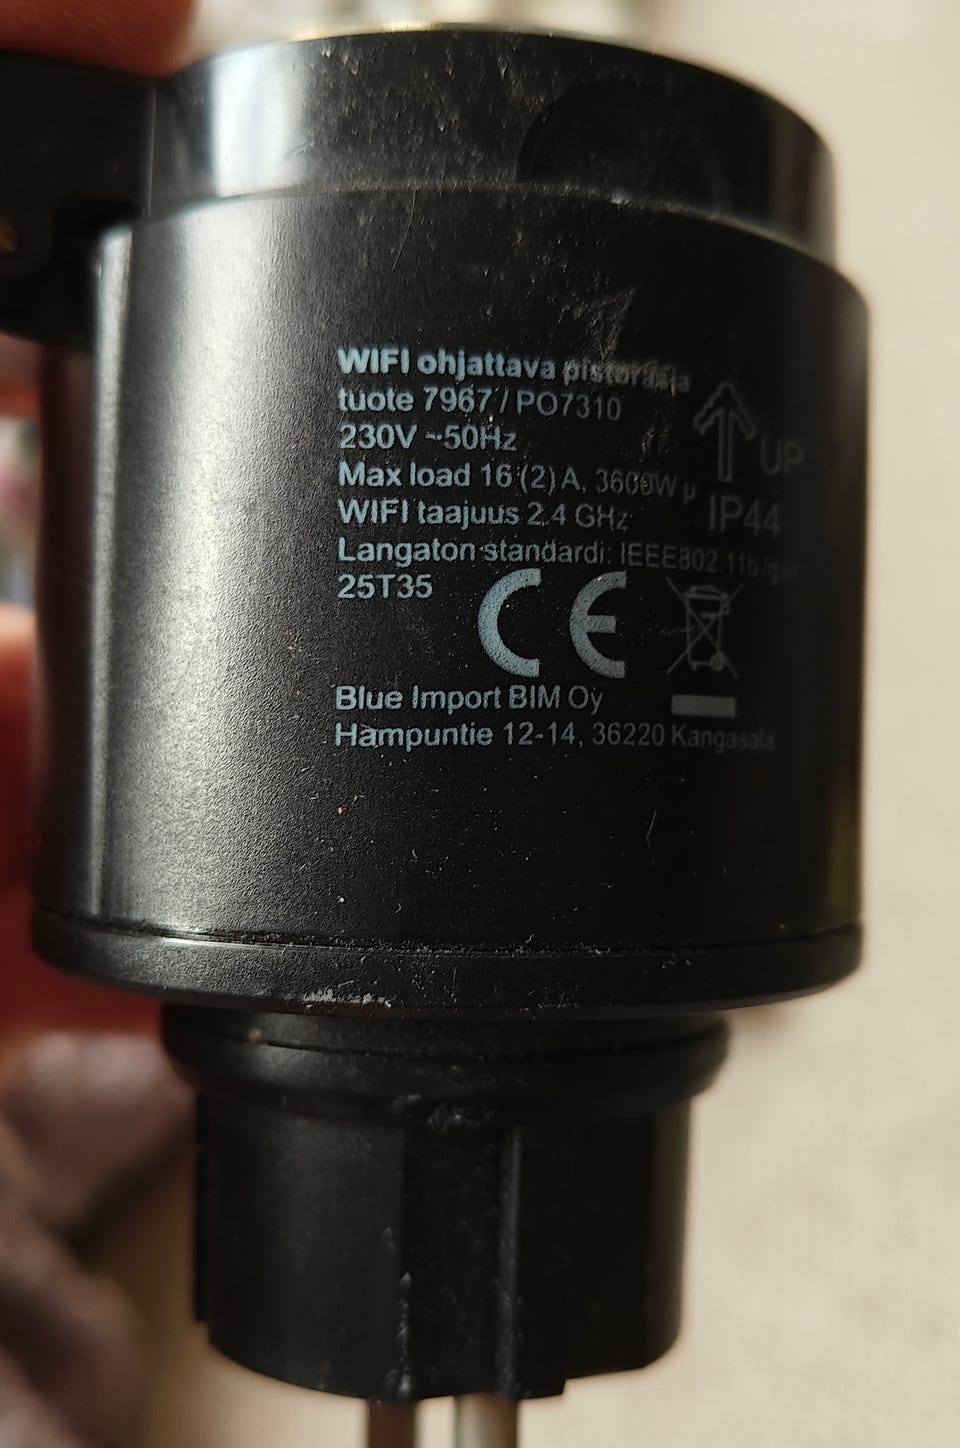 WIFI ohjattava pistorasia
tuote 7967 / PO7310
230V ~50Hz
Max load 16 (2) A, 3600W µ
WIFI taajuus 2.4 GHz
Langaton standardi: IEEE802.11b/g/n
25T35
UP
IP44
CE
Blue Import BIM Oy
Hampuntie 12-14, 36220 Kangasala